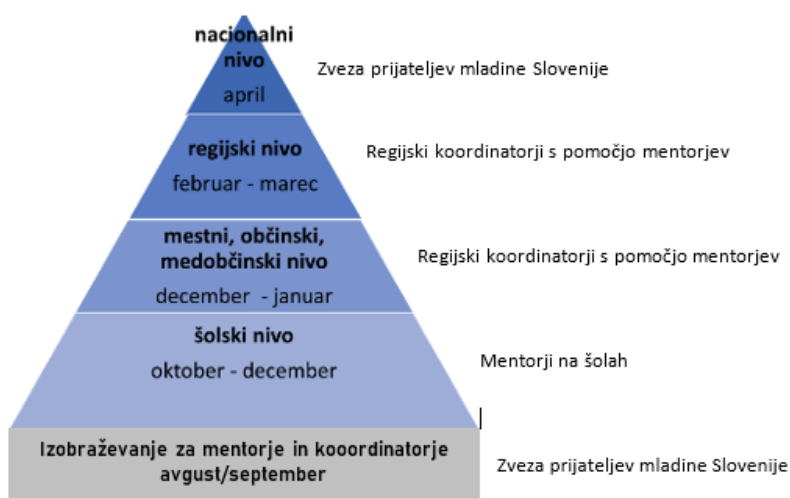 nacionalni
nivo
april
Zveza prijateljev mladine Slovenije
regijski nivo
februar - marec
Regijski koordinatorji s pomočjo mentorjev
mestni, občinski,
medobčinski nivo
december - januar
Regijski koordinatorji s pomočjo mentorjev
šolski nivo
oktober - december
Mentorji na šolah
Izobraževanje za mentorje in kooordinatorje
avgust/september
Zveza prijateljev mladine Slovenije